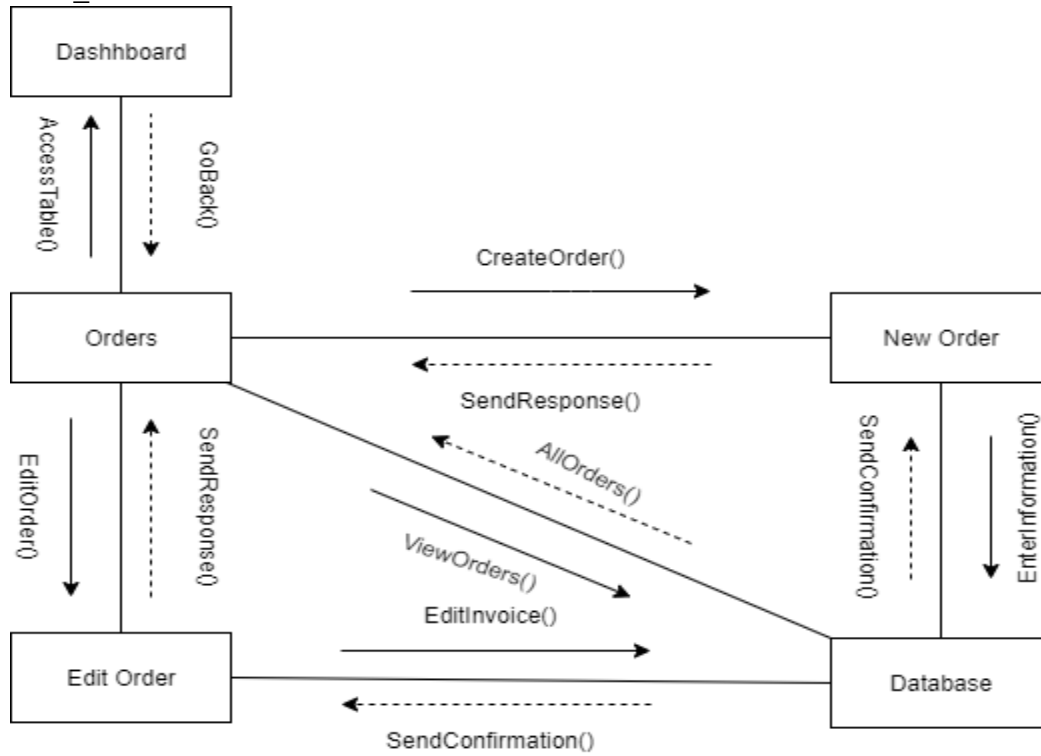 Dashhboard
AccessTable()
GoBack()
CreateOrder()
Orders
New Order
SendResponse()
AllOrders()
ViewOrders()
EditOrder()
SendResponse()
SendConfirmation()
EnterInformation()
EditInvoice()
Edit Order
Database
SendConfirmation()